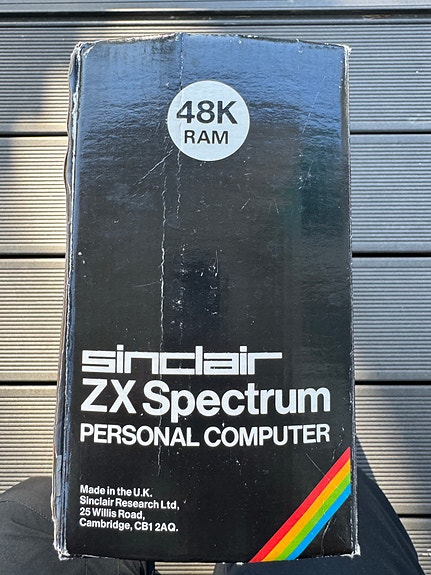 48K
RAM
sinclair
ZX Spectrum
PERSONAL COMPUTER
Made in the U.K.
Sinclair Research Ltd,
25 Willis Road,
Cambridge, CB1 2AQ.